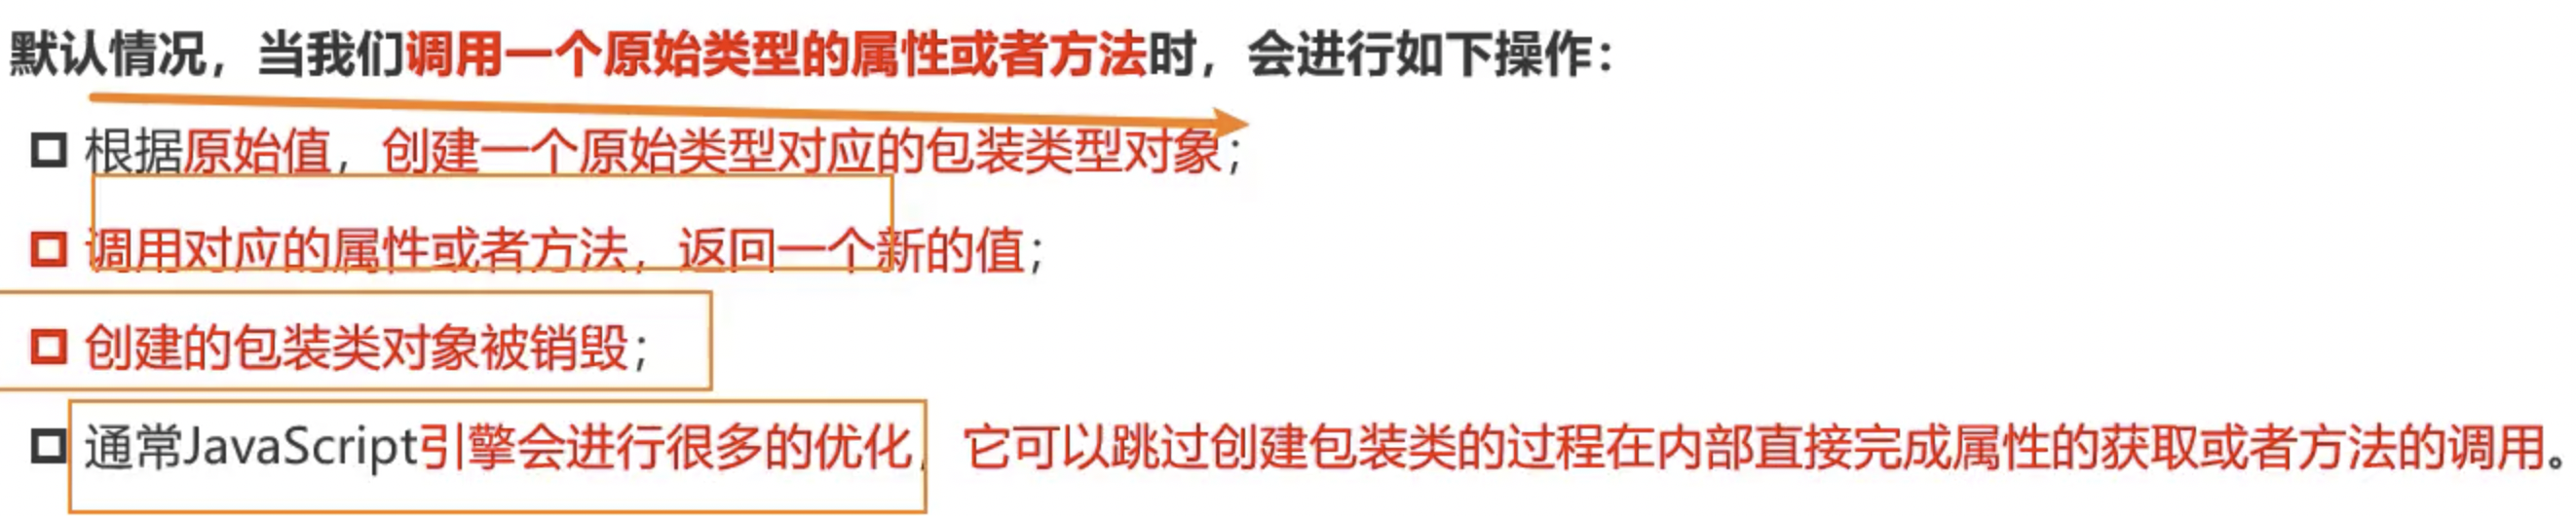 默认情况，当我们调用一个原始类型的属性或者方法时，会进行如下操作：
根据原始值，创建一个原始类型对应的包装类型对象；
调用对应的属性或者方法，返回一个新的值；
创建的包装类对象被销毁；
通常JavaScript引擎会进行很多的优化，它可以跳过创建包装类的过程在内部直接完成属性的获取或者方法的调用。